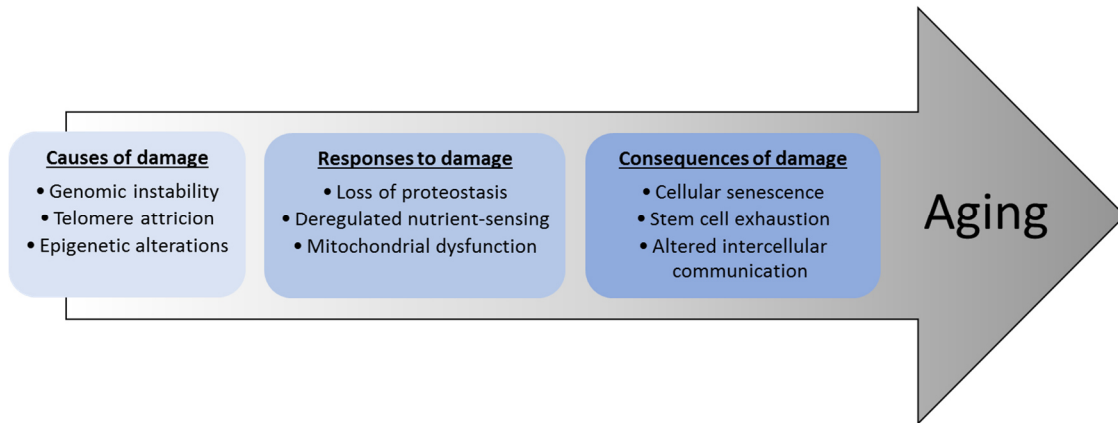 Causes of damage
• Genomic instability
• Telomere attricion
• Epigenetic alterations
Responses to damage
• Loss of proteostasis
• Deregulated nutrient-sensing
• Mitochondrial dysfunction
Consequences of damage
• Cellular senescence
• Stem cell exhaustion
• Altered intercellular
communication
Aging